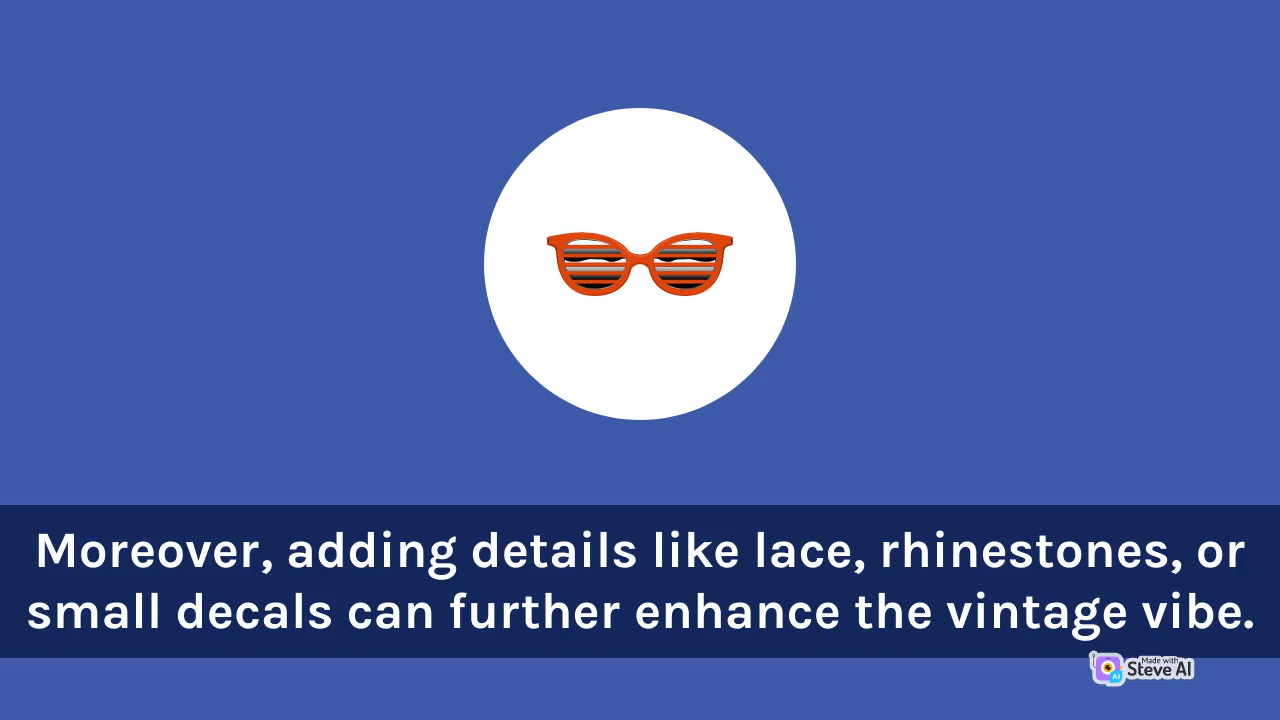 Moreover, adding details like lace, rhinestones, or
small decals can further enhance the vintage vibe.
Made with
Steve AI
AI